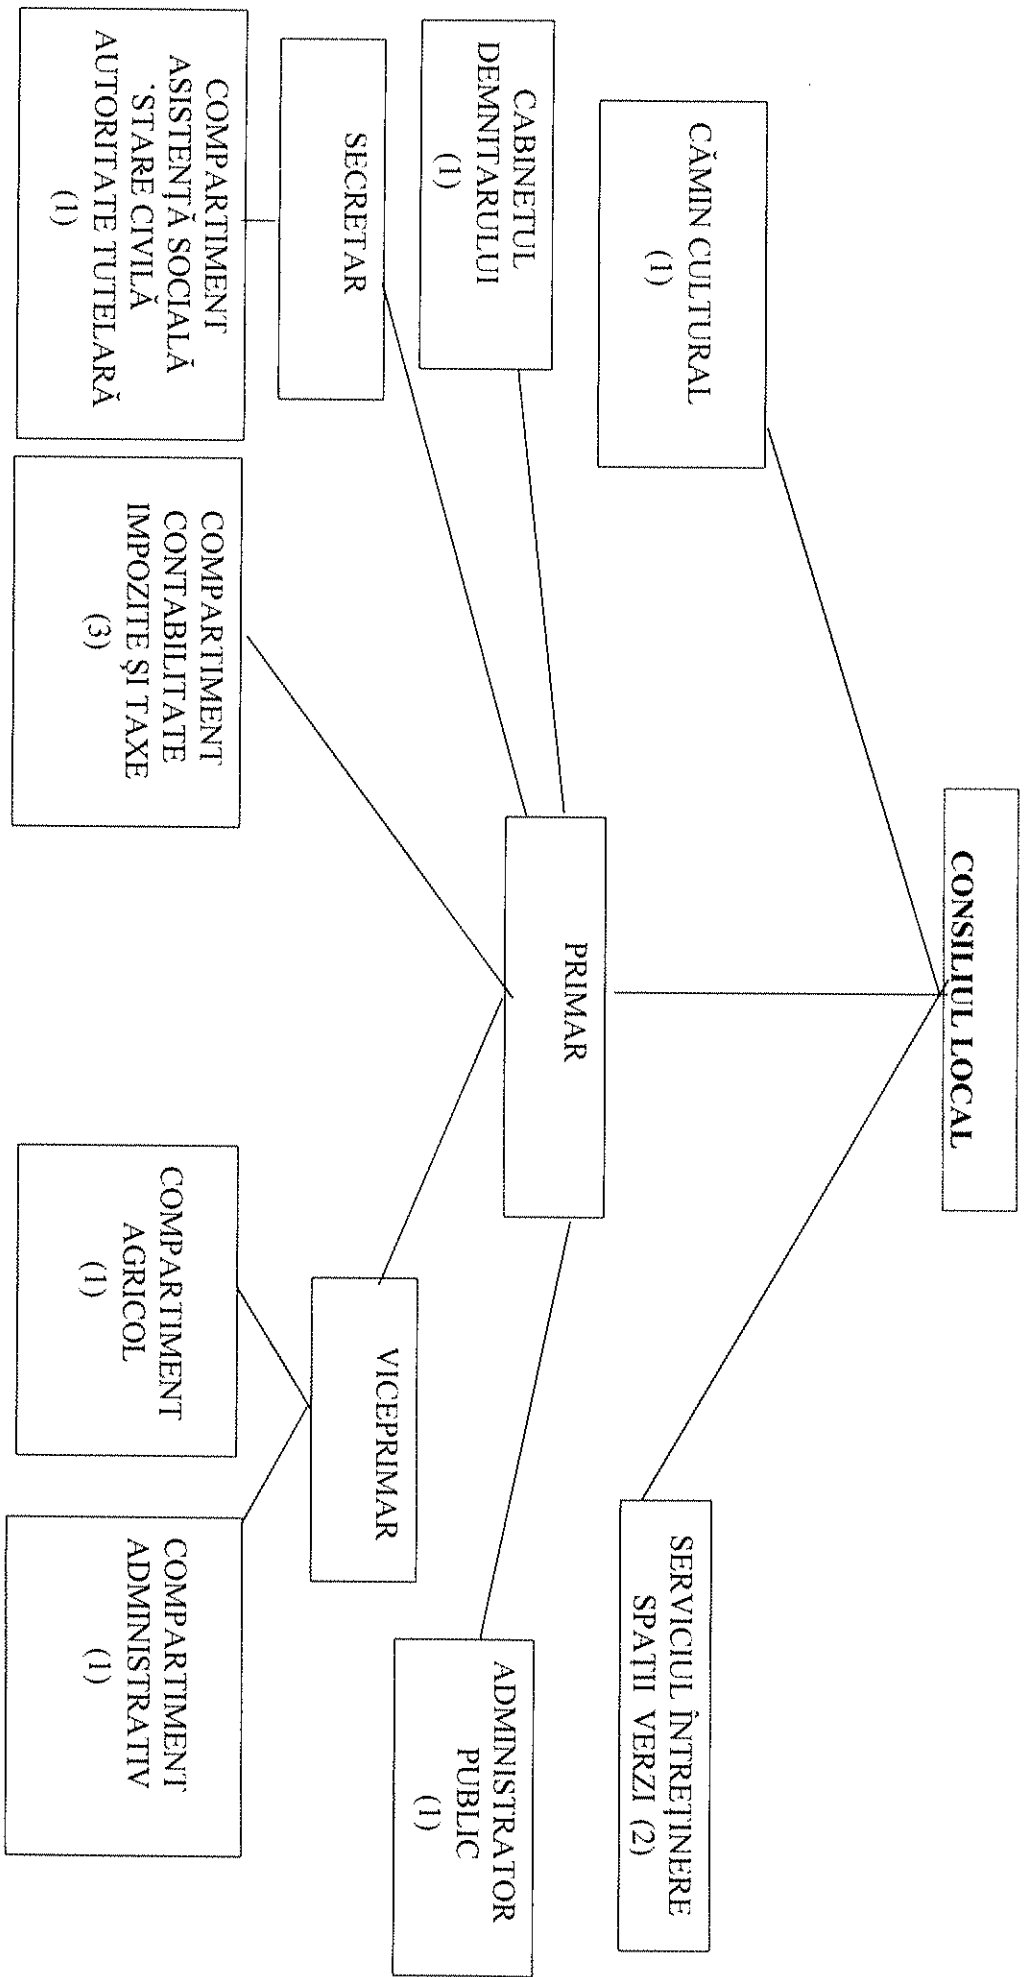 CONSILIUL LOCAL
CĂMIN CULTURAL
(1)
SERVICIUL ÎNTREȚINERE
SPAȚII VERZI (2)
PRIMAR
CABINETUL
DEMNITARULUI
(1)
ADMINISTRATOR
PUBLIC
(1)
SECRETAR
VICEPRIMAR
COMPARTIMENT
ASISTENȚĂ SOCIALĂ
STARE CIVILĂ
AUTORITATE TUTELARĂ
(1)
COMPARTIMENT
CONTABILITATE
IMPOZITE ȘI TAXE
(3)
COMPARTIMENT
AGRICOL
(1)
COMPARTIMENT
ADMINISTRATIV
(1)